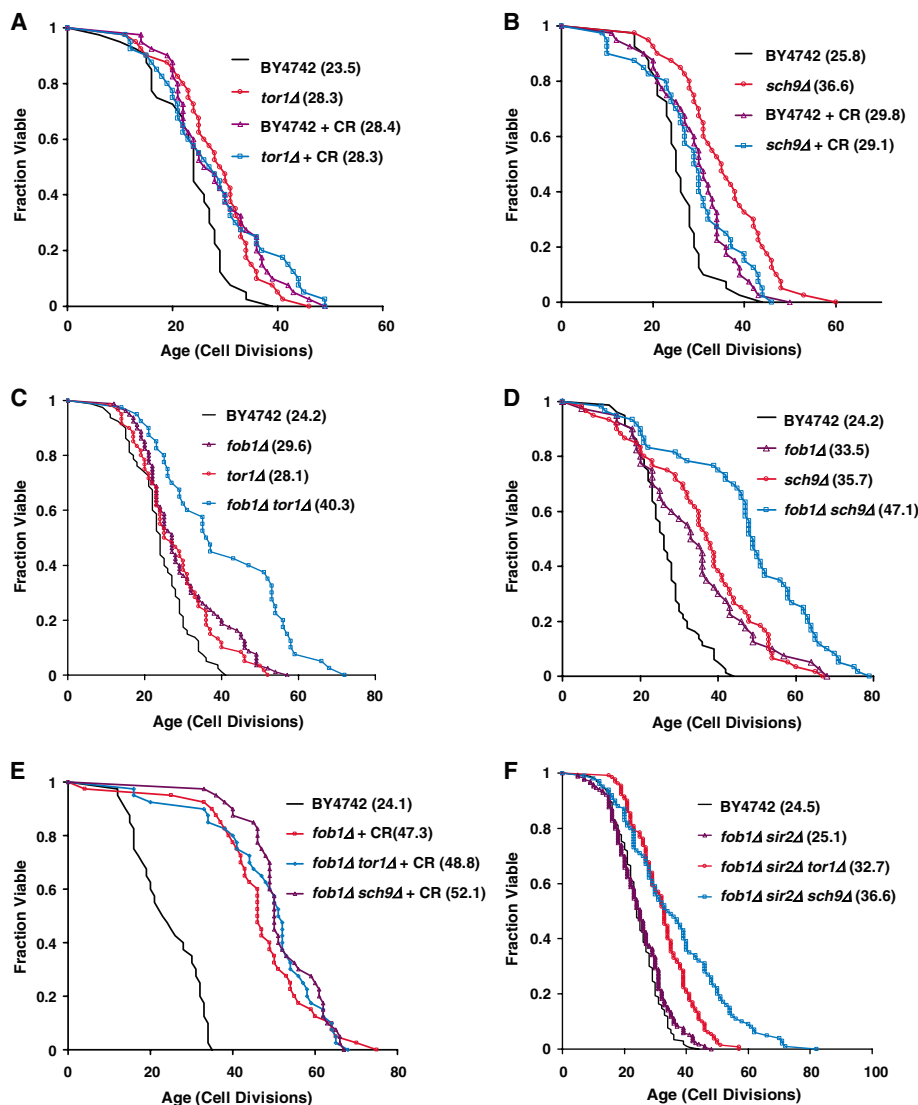 A
Fraction Viable
1
0.8
0.6
0.4
0.2
0
0
20
40
60
Age (Cell Divisions)
BY4742 (23.5)
tor1Δ (28.3)
BY4742 + CR (28.4)
tor1Δ + CR (28.3)
B
Fraction Viable
1
0.8
0.6
0.4
0.2
0
0
20
40
60
Age (Cell Divisions)
BY4742 (25.8)
sch9Δ (36.6)
BY4742 + CR (29.8)
sch9Δ + CR (29.1)
C
Fraction Viable
1
0.8
0.6
0.4
0.2
0
0
20
40
60
80
Age (Cell Divisions)
BY4742 (24.2)
fob1Δ (29.6)
tor1Δ (28.1)
fob1Δ tor1Δ (40.3)
D
Fraction Viable
1
0.8
0.6
0.4
0.2
0
0
20
40
60
80
Age (Cell Divisions)
BY4742 (24.2)
fob1Δ (33.5)
sch9Δ (35.7)
fob1Δ sch9Δ (47.1)
E
Fraction Viable
1
0.8
0.6
0.4
0.2
0
0
20
40
60
80
Age (Cell Divisions)
BY4742 (24.1)
fob1Δ + CR(47.3)
fob1Δ tor1Δ + CR (48.8)
fob1Δ sch9Δ + CR (52.1)
F
Fraction Viable
1
0.8
0.6
0.4
0.2
0
0
20
40
60
80
100
Age (Cell Divisions)
BY4742 (24.5)
fob1Δ sir2Δ (25.1)
fob1Δ sir2Δ tor1Δ (32.7)
fob1Δ sir2Δ sch9Δ (36.6)